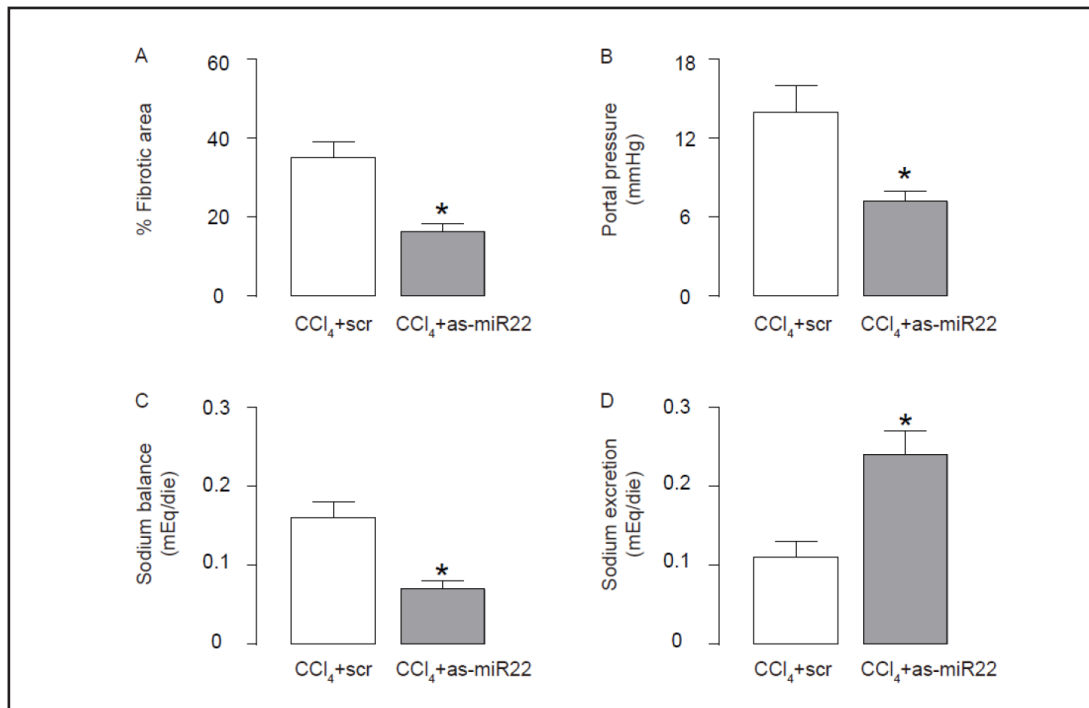 A
% Fibrotic area
60
40
20
0
*
CCl₄+scr
CCl₄+as-miR22
B
Portal pressure
(mmHg)
18
12
6
0
*
CCl₄+scr
CCl₄+as-miR22
C
Sodium balance
(mEq/die)
0.3
0.2
0.1
0
*
CCl₄+scr
CCl₄+as-miR22
D
Sodium excretion
(mEq/die)
0.3
0.2
0.1
0
*
CCl₄+scr
CCl₄+as-miR22